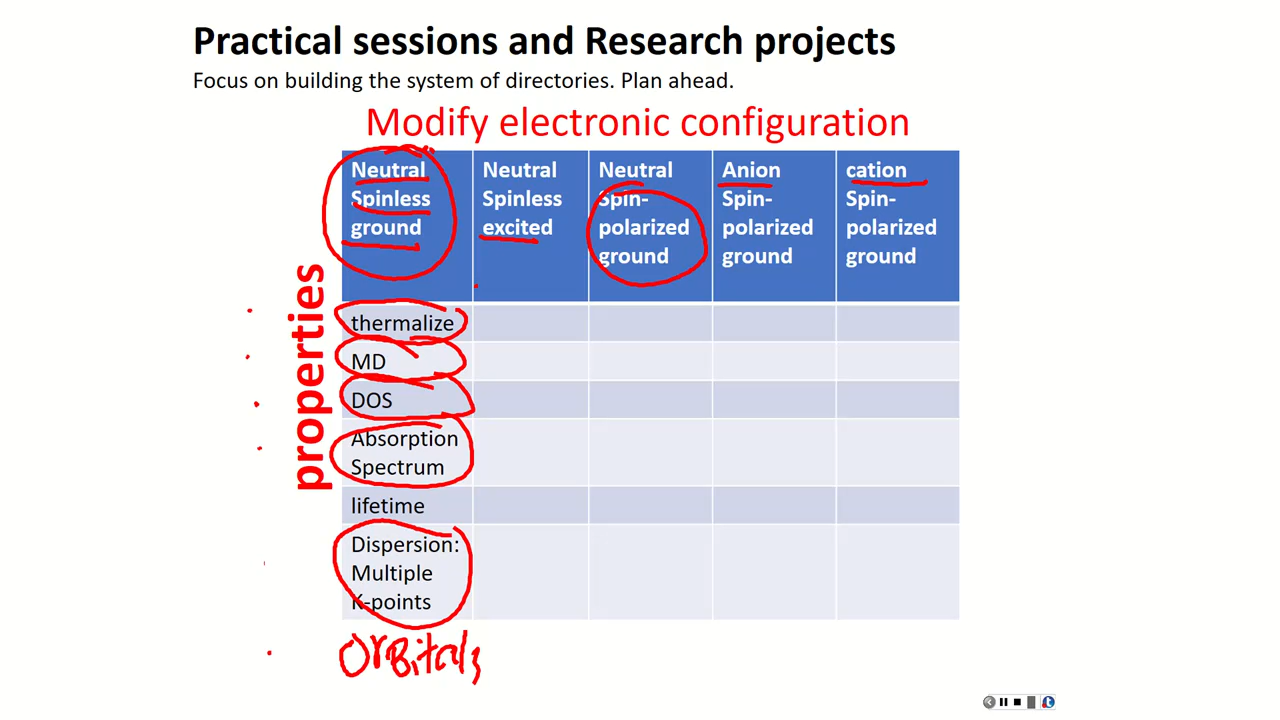 Practical sessions and Research projects
Focus on building the system of directories. Plan ahead.
Modify electronic configuration
properties
Neutral
Spinless
ground
Neutral
Spinless
excited
Neutral
Spin-
polarized
ground
Anion
Spin-
polarized
ground
cation
Spin-
polarized
ground
thermalize
MD
DOS
Absorption
Spectrum
lifetime
Dispersion:
Multiple
K-points
Orbitals